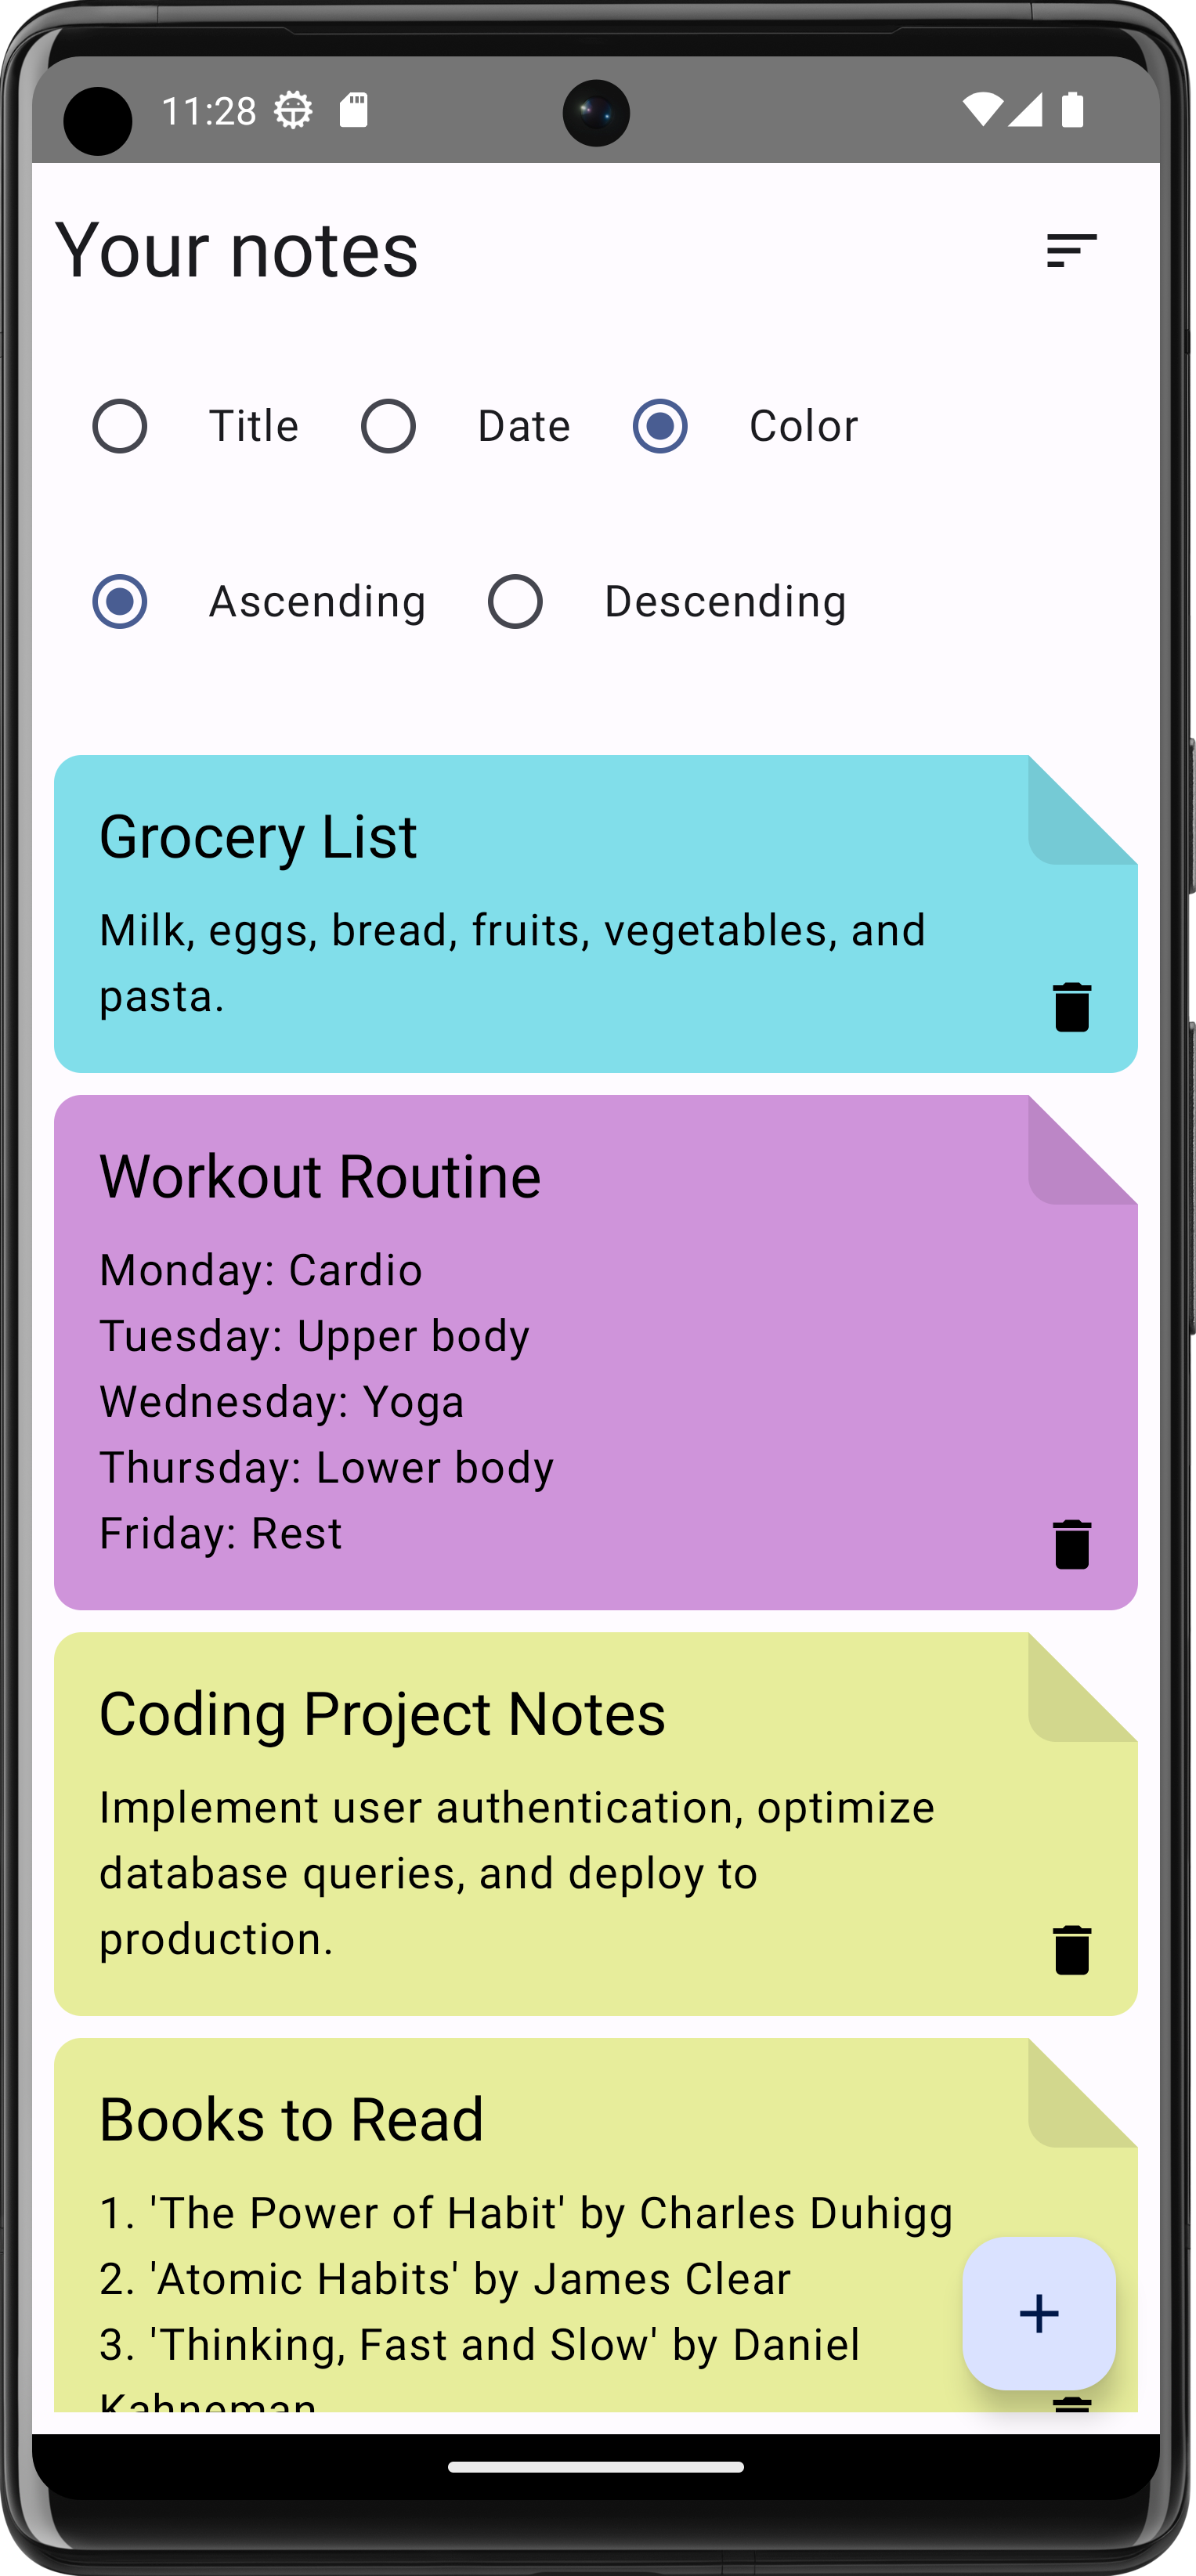 11:28
Your notes
Title Date Color
Ascending Descending
Grocery List
Milk, eggs, bread, fruits, vegetables, and
pasta.
Workout Routine
Monday: Cardio
Tuesday: Upper body
Wednesday: Yoga
Thursday: Lower body
Friday: Rest
Coding Project Notes
Implement user authentication, optimize
database queries, and deploy to
production.
Books to Read
1. 'The Power of Habit' by Charles Duhigg
2. 'Atomic Habits' by James Clear
3. 'Thinking, Fast and Slow' by Daniel
Kahneman